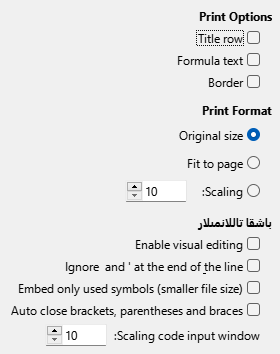 Print Options
Title row
Formula text
Border
Print Format
Original size
Fit to page
Scaling: 10
باشقا تاللانمىلار
Enable visual editing
Ignore  and ' at the end of the line
Embed only used symbols (smaller file size)
Auto close brackets, parentheses and braces
Scaling code input window: 10